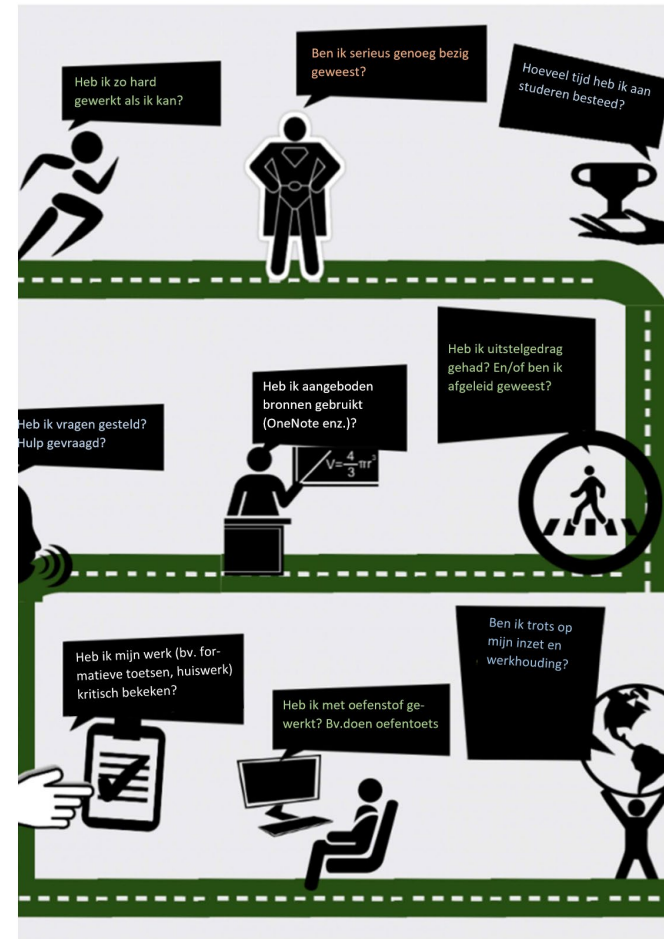 Heb ik zo hard
gewerkt als ik kan?
Ben ik serieus genoeg bezig
geweest?
Hoeveel tijd heb ik aan
studeren besteed?
Heb ik vragen gesteld?
Hulp gevraagd?
Heb ik aangeboden
bronnen gebruikt
(OneNote enz.)?
V=4/3πr³
Heb ik uitstelgedrag
gehad? En/of ben ik
afgeleid geweest?
Heb ik mijn werk (bv. for-
matieve toetsen, huiswerk)
kritisch bekeken?
Heb ik met oefenstof ge-
werkt? Bv.doen oefentoets
Ben ik trots op
mijn inzet en
werkhouding?